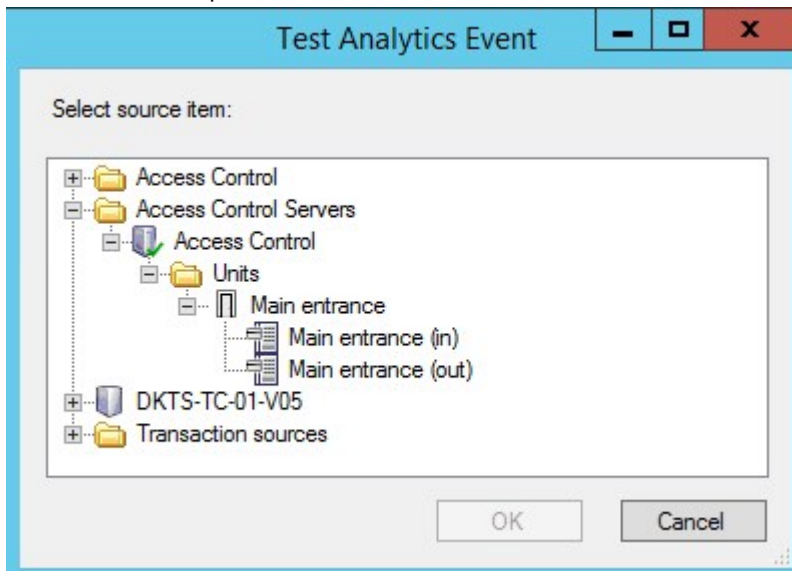 Test Analytics Event
Select source item:
Access Control
Access Control Servers
Access Control
Units
Main entrance
Main entrance (in)
Main entrance (out)
DKTS-TC-01-V05
Transaction sources
OK Cancel